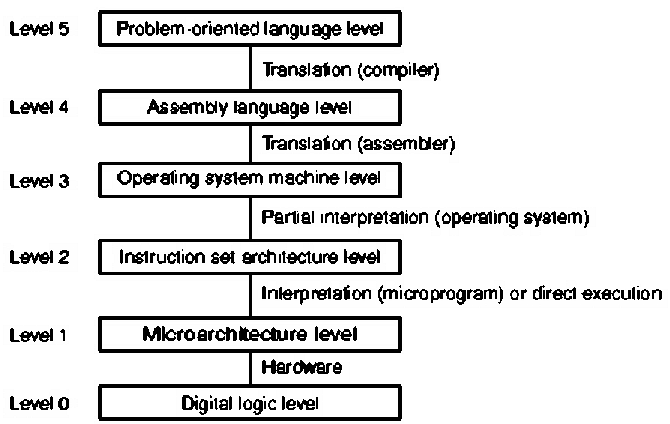 Level 5 Problem-oriented language level
Translation (compiler)
Level 4 Assembly language level
Translation (assembler)
Level 3 Operating system machine level
Partial interpretation (operating system)
Level 2 Instruction set architecture level
Interpretation (microprogram) or direct execution
Level 1 Microarchitecture level
Hardware
Level 0 Digital logic level